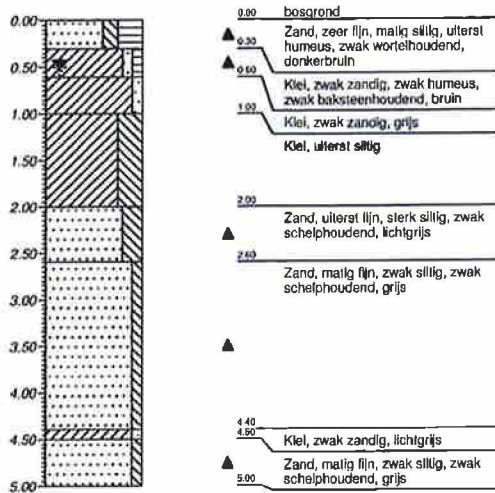 0.00
0.50
1.00
1.50
2.00
2.50
3.00
3.50
4.00
4.50
5.00
0.00
bosgrond
Zand, zeer fijn, matig siltig, uiterst
humeus, zwak wortelhoudend,
donkerbruin
0.30
Klei, zwak zandig, zwak humeus,
zwak baksteenhoudend, bruin
0.60
Klei, zwak zandig, grijs
1.00
Klei, uiterst siltig
2.00
Zand, uiterst fijn, sterk siltig, zwak
schelphoudend, lichtgrijs
2.60
Zand, matig fijn, zwak siltig, zwak
schelphoudend, grijs
4.40
4.50
Klei, zwak zandig, lichtgrijs
Zand, matig fijn, zwak siltig, zwak
schelphoudend, grijs
5.00